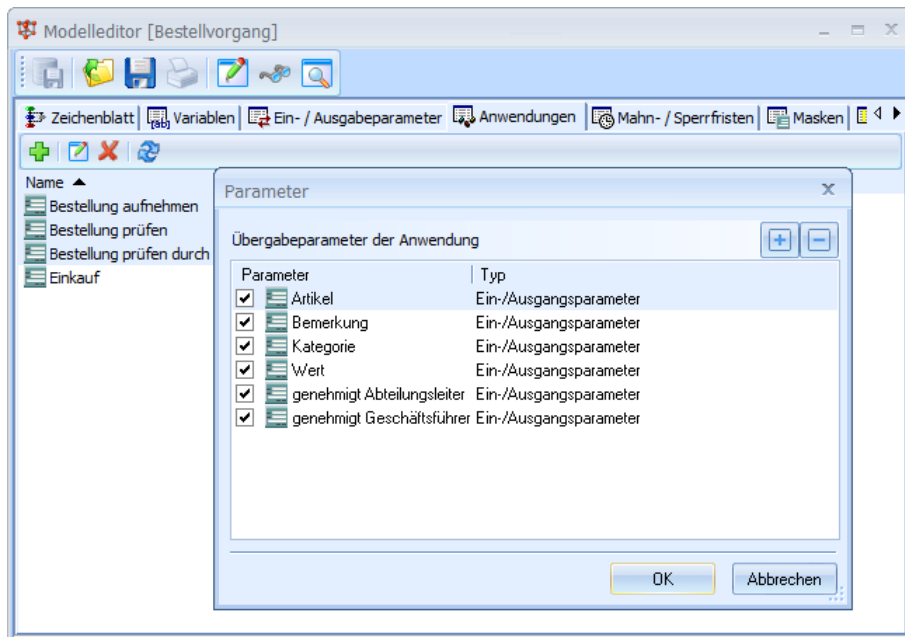 Modelleditor [Bestellvorgang]
Zeichenblatt [ab] Variablen Ein- / Ausgabeparameter Anwendungen Mahn- / Sperrfristen Masken
Name
Bestellung aufnehmen
Bestellung prüfen
Bestellung prüfen durch
Einkauf
Parameter
Übergabeparameter der Anwendung
Parameter Typ
Artikel Ein-/Ausgangsparameter
Bemerkung Ein-/Ausgangsparameter
Kategorie Ein-/Ausgangsparameter
Wert Ein-/Ausgangsparameter
genehmigt Abteilungsleiter Ein-/Ausgangsparameter
genehmigt Geschäftsführer Ein-/Ausgangsparameter
OK Abbrechen